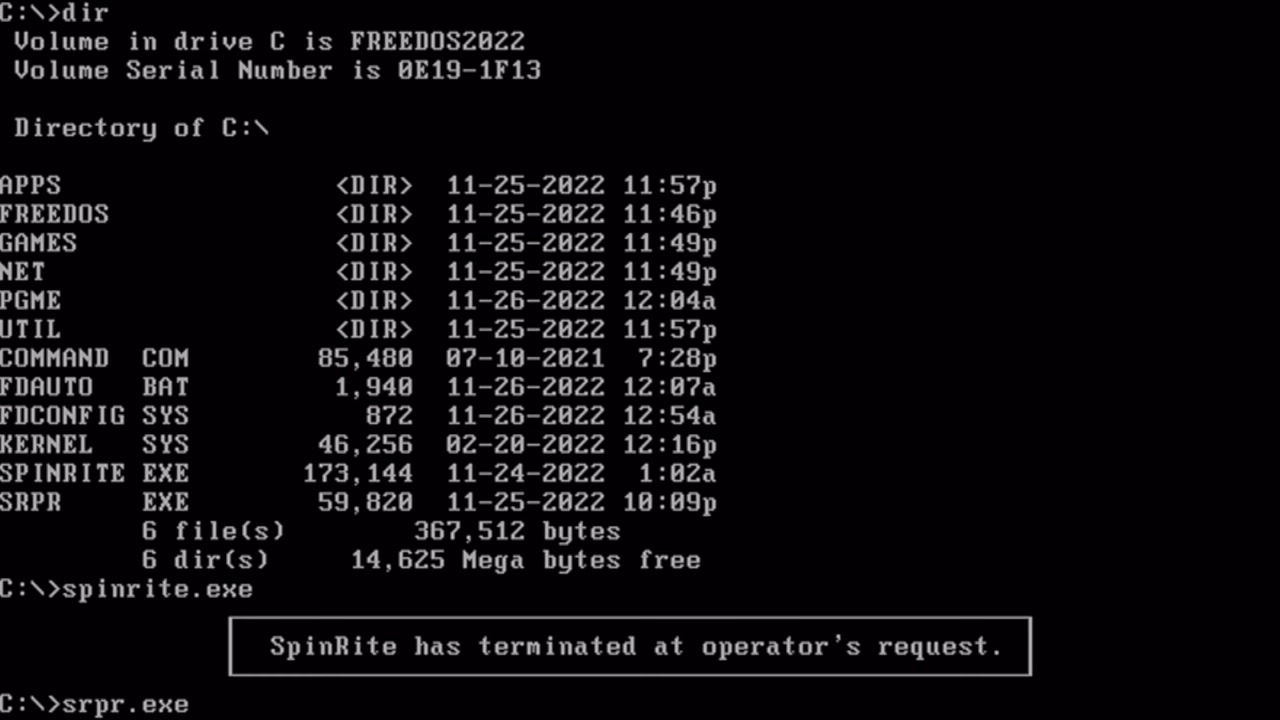 C:\>dir
Volume in drive C is FREEDOS2022
Volume Serial Number is 0E19-1F13
Directory of C:\
APPS <DIR> 11-25-2022 11:57p
FREEDOS <DIR> 11-25-2022 11:46p
GAMES <DIR> 11-25-2022 11:49p
NET <DIR> 11-25-2022 11:49p
PGME <DIR> 11-26-2022 12:04a
UTIL <DIR> 11-25-2022 11:57p
COMMAND COM 85,480 07-10-2021 7:28p
FDAUTO BAT 1,940 11-26-2022 12:07a
FDCONFIG SYS 872 11-26-2022 12:54a
KERNEL SYS 46,256 02-20-2022 12:16p
SPINRITE EXE 173,144 11-24-2022 1:02a
SRPR EXE 59,820 11-25-2022 10:09p
6 file(s) 367,512 bytes
6 dir(s) 14,625 Mega bytes free
C:\>spinrite.exe
SpinRite has terminated at operator's request.
C:\>srpr.exe